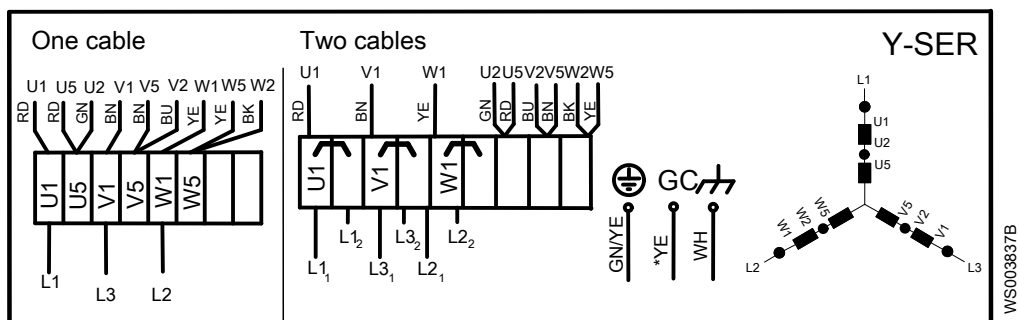 One cable
Two cables
Y-SER
U1 U5 U2 V1 V5 V2 W1 W5 W2
RD RD GN BN BN BU YE YE BK
U1 U5 V1 V5 W1 W5
L1 L3 L2
U1 V1 W1 U2 U5 V2 V5 W2 W5
RD BN YE GN RD BU BN BK YE
U1 V1 W1
L1₂ L3₂ L2₂
L1₁ L3₁ L2₁
GC
GN/YE *YE WH
L1
U1
U2
U5
W1 W2 W5
V5 V2 V1
L2
L3
WS003837B